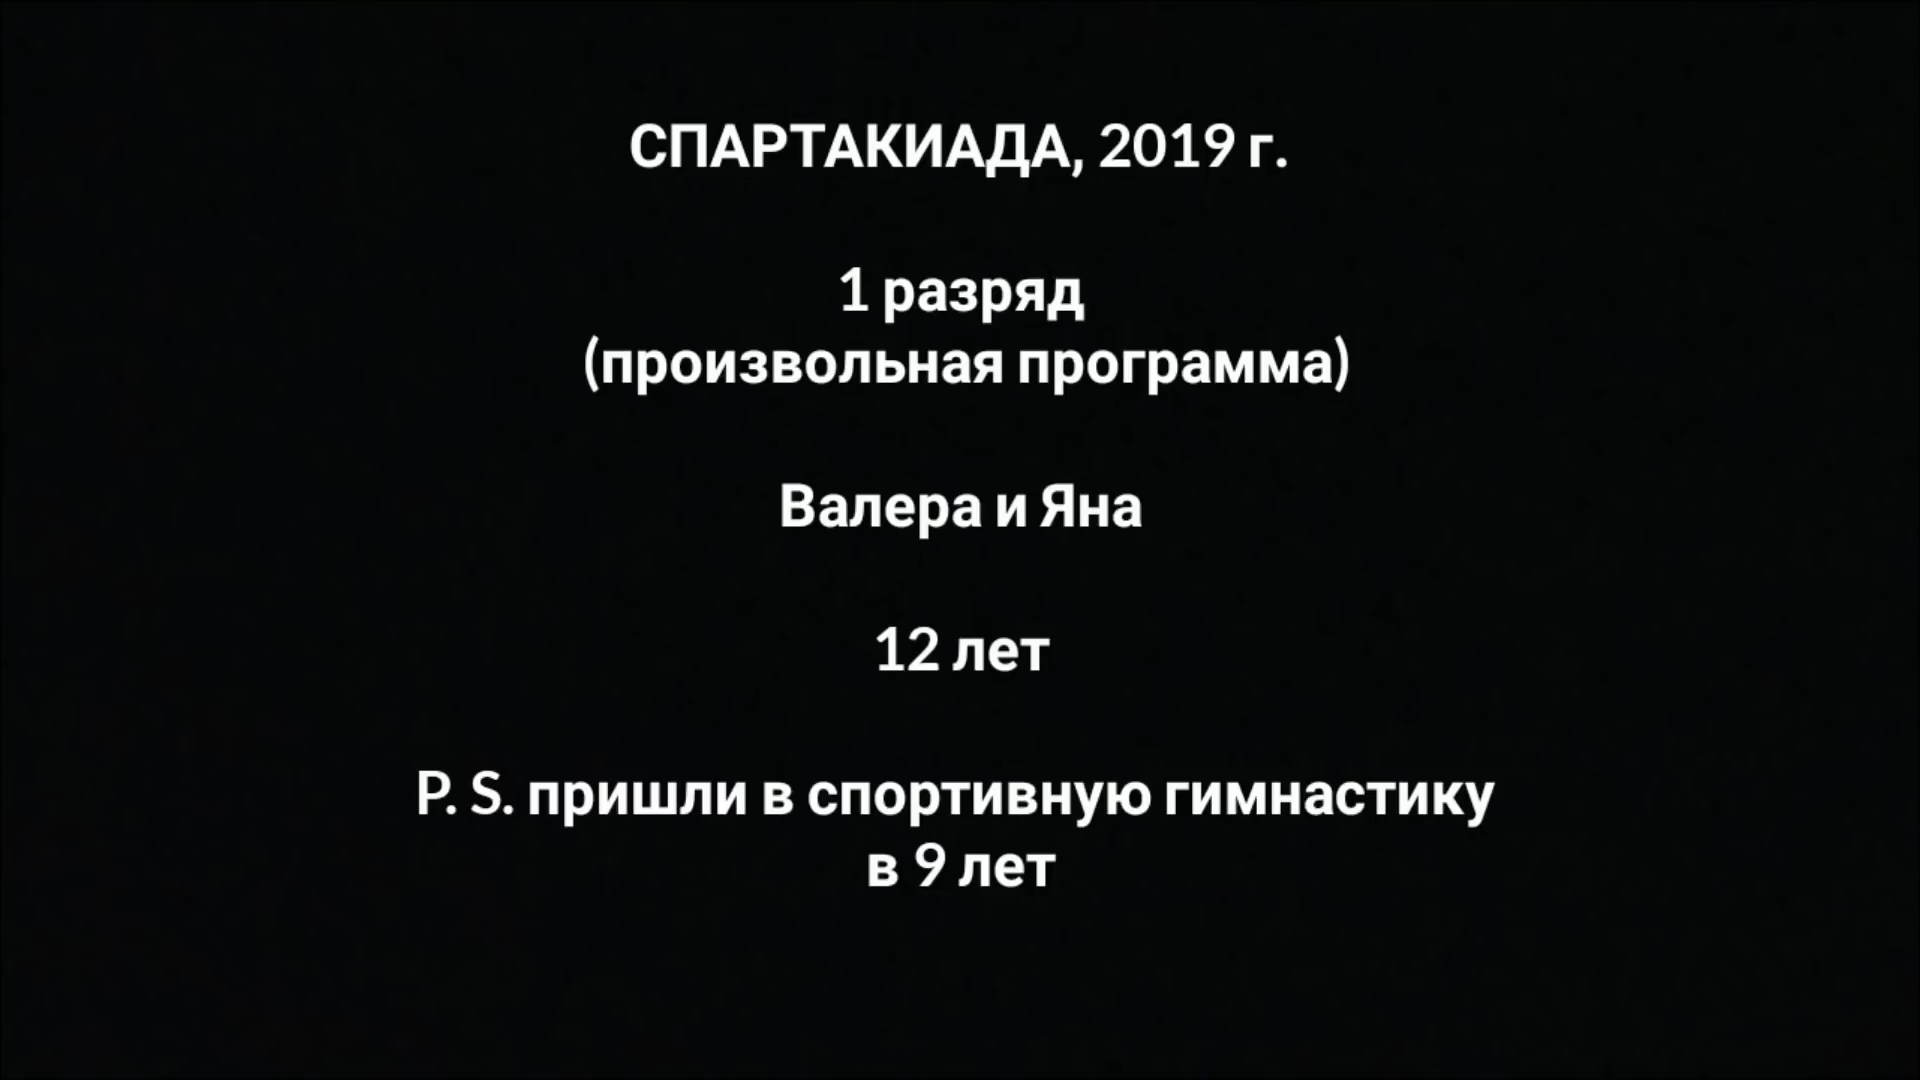 СПАРТАКИАДА, 2019 г.
1 разряд
(произвольная программа)
Валера и Яна
12 лет
P. S. пришли в спортивную гимнастику
в 9 лет